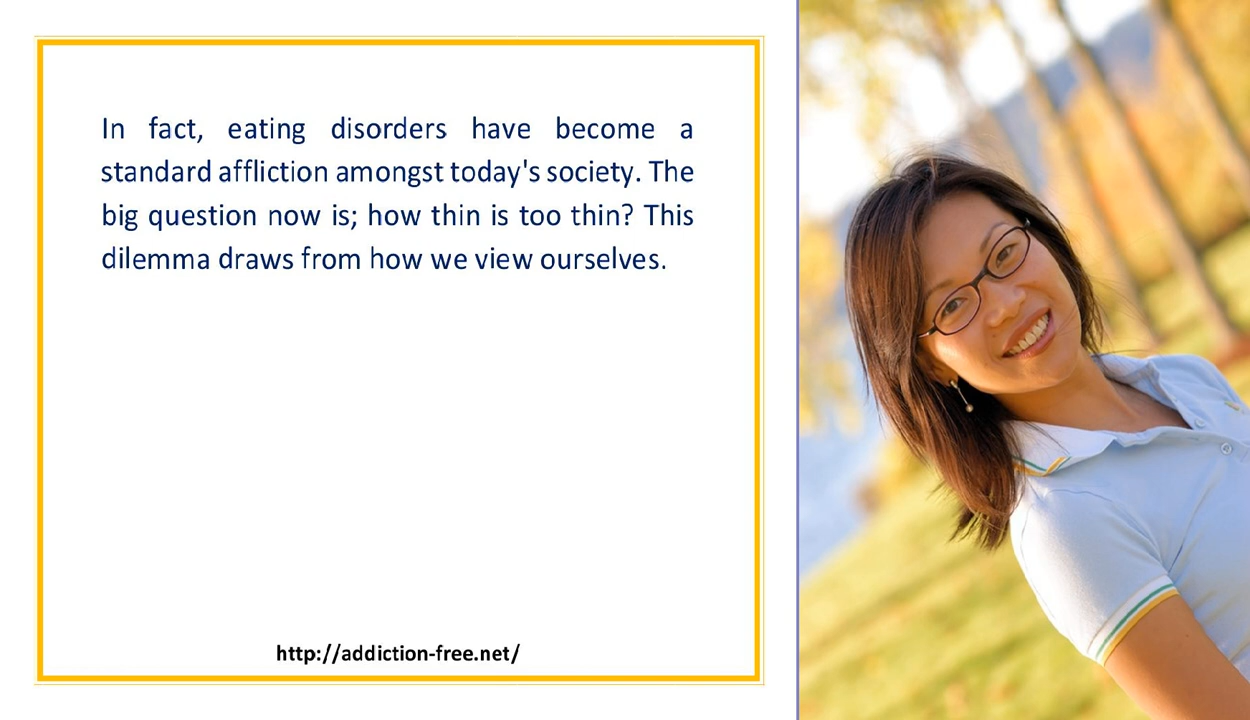 In fact, eating disorders have become a
standard affliction amongst today's society. The
big question now is; how thin is too thin? This
dilemma draws from how we view ourselves.
http://addiction-free.net/